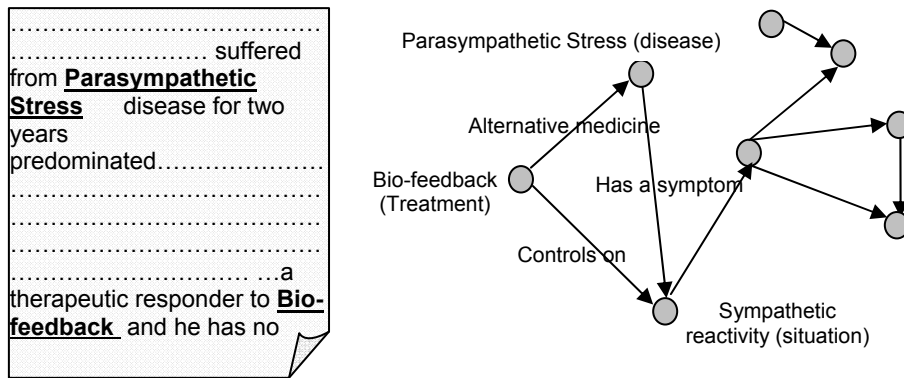 ……………………………………
……………………… suffered
from Parasympathetic
Stress disease for two
years
predominated…………………
……………………………………
……………………………………
……………………………………
………………………… …a
therapeutic responder to Bio-
feedback and he has no
Parasympathetic Stress (disease)
Alternative medicine
Bio-feedback
(Treatment)
Has a symptom
Controls on
Sympathetic
reactivity (situation)